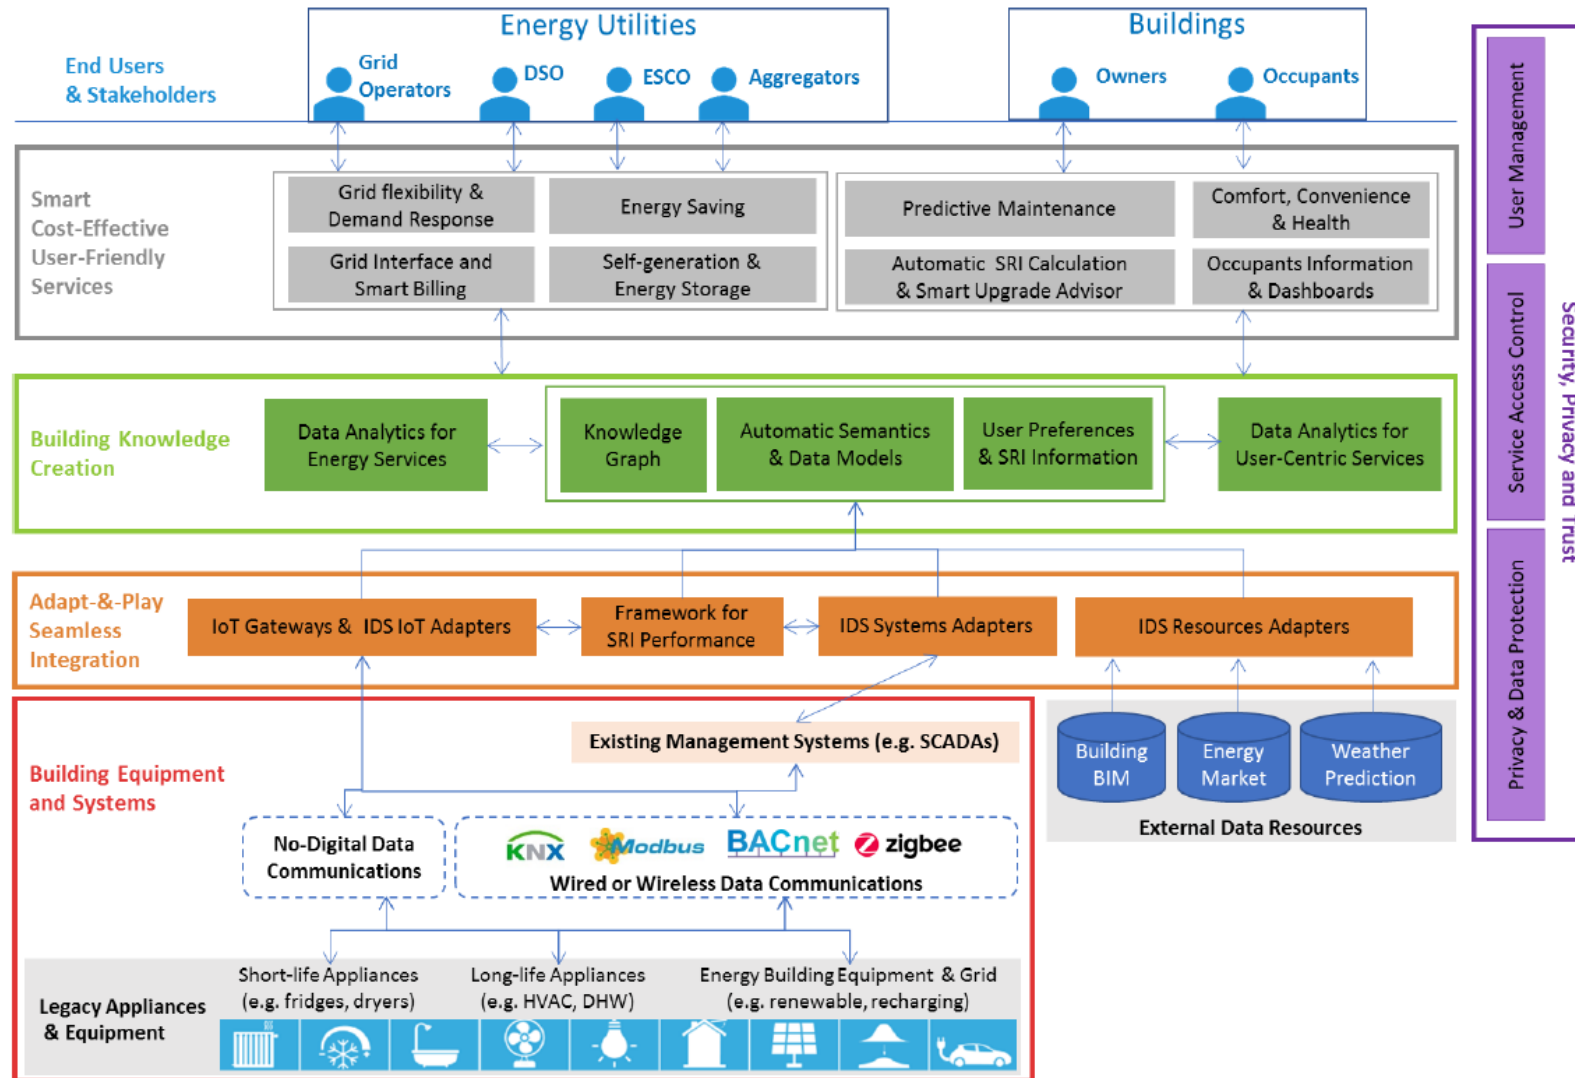 Energy Utilities
Buildings
End Users
& Stakeholders
Grid
Operators
DSO
ESCO
Aggregators
Owners
Occupants
Smart
Cost-Effective
User-Friendly
Services
Grid flexibility &
Demand Response
Energy Saving
Grid Interface and
Smart Billing
Self-generation &
Energy Storage
Predictive Maintenance
Comfort, Convenience
& Health
Automatic SRI Calculation
& Smart Upgrade Advisor
Occupants Information
& Dashboards
Building Knowledge
Creation
Data Analytics for
Energy Services
Knowledge
Graph
Automatic Semantics
& Data Models
User Preferences
& SRI Information
Data Analytics for
User-Centric Services
Adapt-&-Play
Seamless
Integration
IoT Gateways & IDS IoT Adapters
Framework for
SRI Performance
IDS Systems Adapters
IDS Resources Adapters
Building Equipment
and Systems
Existing Management Systems (e.g. SCADAs)
No-Digital Data
Communications
KNX
Modbus
BACnet
zigbee
Wired or Wireless Data Communications
Building
BIM
Energy
Market
Weather
Prediction
External Data Resources
Legacy Appliances
& Equipment
Short-life Appliances
(e.g. fridges, dryers)
Long-life Appliances
(e.g. HVAC, DHW)
Energy Building Equipment & Grid
(e.g. renewable, recharging)
User Management
Service Access Control
Privacy & Data Protection
Security, Privacy and Trust